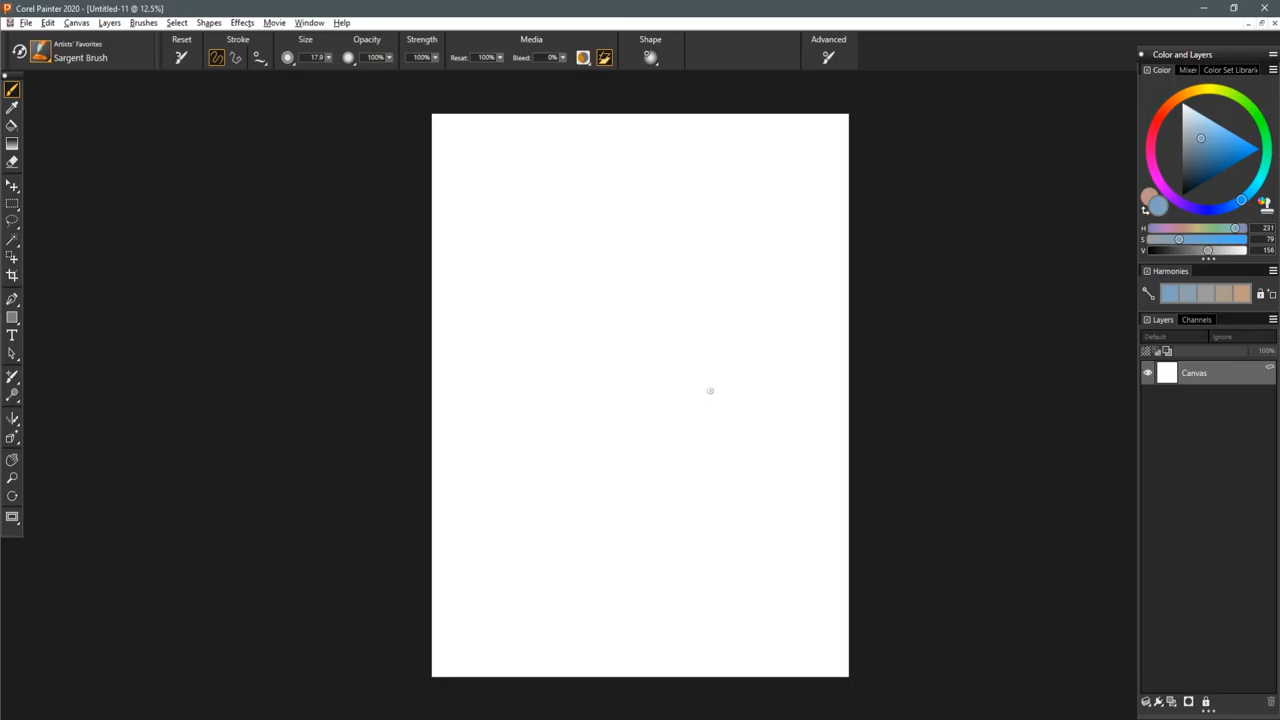 Corel Painter 2020 - [Untitled-11 @ 12.5%]
File Edit Canvas Layers Brushes Select Shapes Effects Movie Window Help
Artists' Favorites
Sargent Brush
Reset Stroke Size Opacity Strength Media Shape Advanced
17.9 100% 100% Reset: 100% Bleed: 0%
Color and Layers
Color Mixer Color Set Librari
H 231
S 79
V 156
Harmonies
Layers Channels
Default Ignore
100%
Canvas